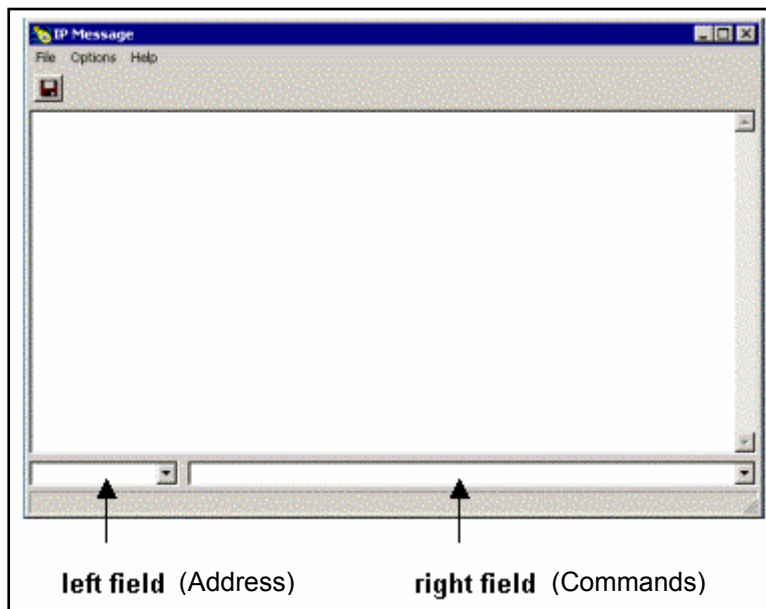 IP Message
File Options Help
left field (Address) right field (Commands)